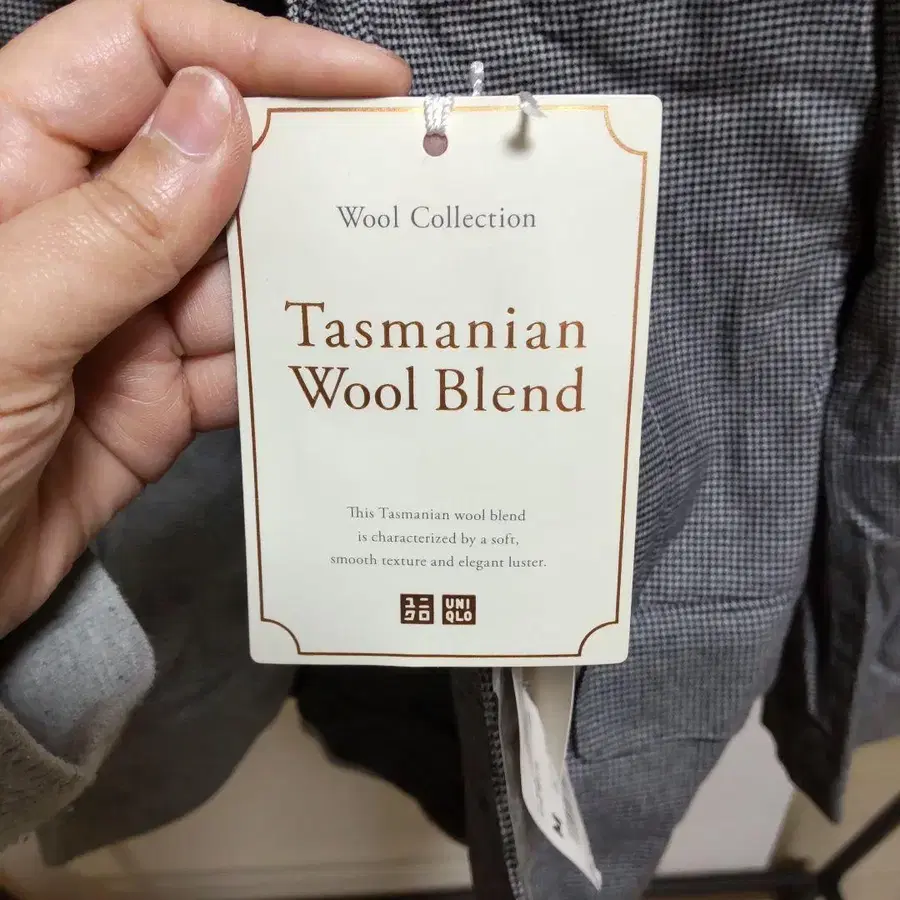 Wool Collection
Tasmanian
Wool Blend
This Tasmanian wool blend
is characterized by a soft,
smooth texture and elegant luster.
ユニ UNI
クロ QLO